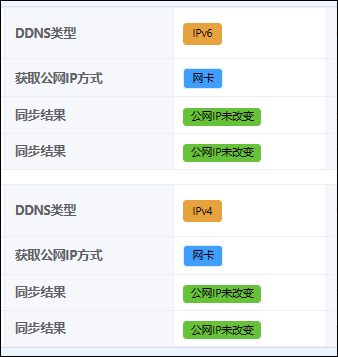 DDNS类型 IPv6
获取公网IP方式 网卡
同步结果 公网IP未改变
同步结果 公网IP未改变
DDNS类型 IPv4
获取公网IP方式 网卡
同步结果 公网IP未改变
同步结果 公网IP未改变